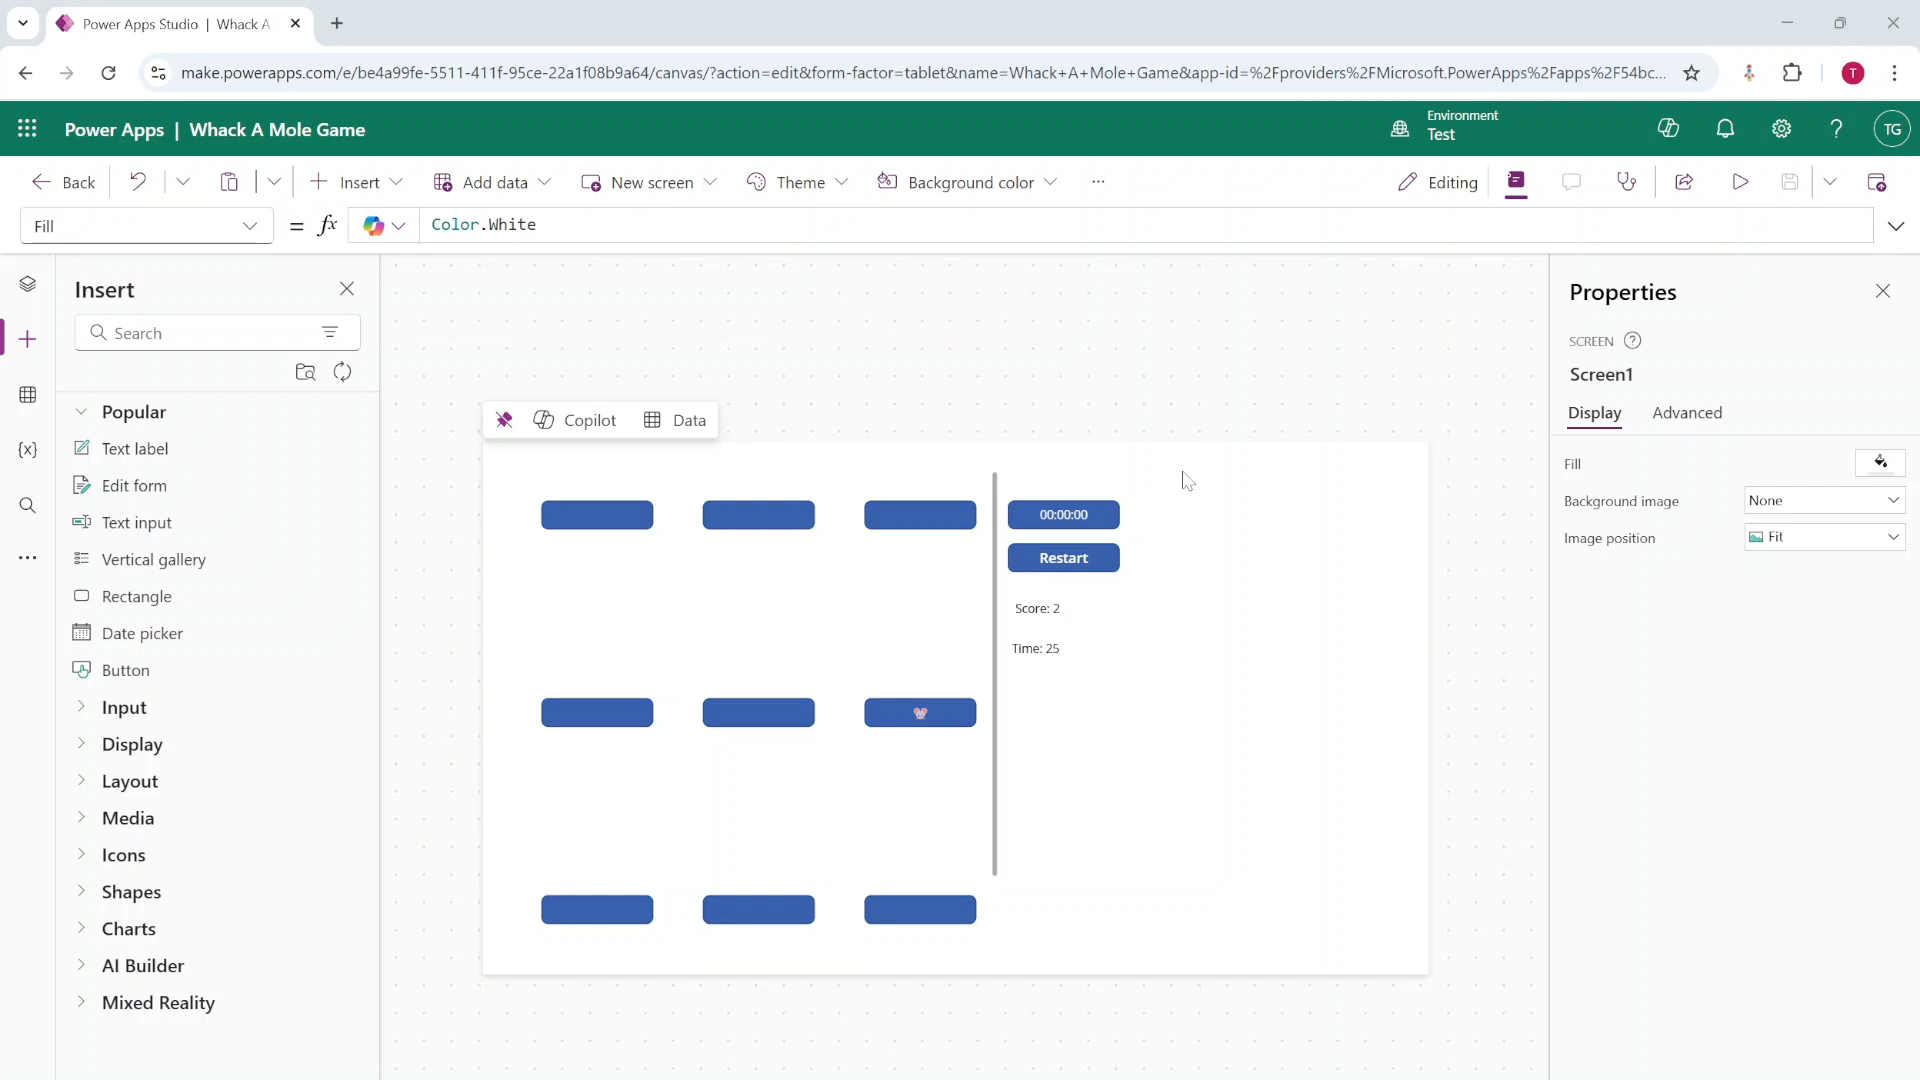 Power Apps Studio | Whack A
make.powerapps.com/e/be4a99fe-5511-411f-95ce-22a1f08b9a64/canvas/?action=edit&form-factor=tablet&name=Whack+A+Mole+Game&app-id=%2Fproviders%2FMicrosoft.PowerApps%2Fapps%2F54bc...
T
Power Apps | Whack A Mole Game
Environment
Test
TG
Back
Insert
Add data
New screen
Theme
Background color
...
Editing
Fill
= fx
Color.White
Insert
Search
Popular
Text label
Edit form
Text input
Vertical gallery
Rectangle
Date picker
Button
Input
Display
Layout
Media
Icons
Shapes
Charts
AI Builder
Mixed Reality
{x}
Copilot
Data
00:00:00
Restart
Score: 2
Time: 25
Properties
SCREEN ?
Screen1
Display
Advanced
Fill
Background image
None
Image position
Fit